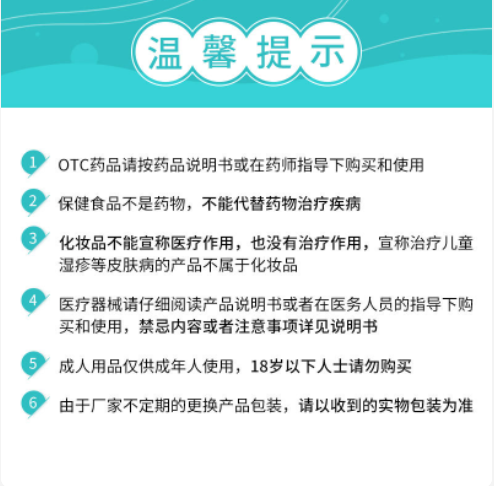 温馨提示
1 OTC药品请按药品说明书或在药师指导下购买和使用
2 保健食品不是药物，不能代替药物治疗疾病
3 化妆品不能宣称医疗作用，也没有治疗作用，宣称治疗儿童
湿疹等皮肤病的产品不属于化妆品
4 医疗器械请仔细阅读产品说明书或者在医务人员的指导下购
买和使用，禁忌内容或者注意事项详见说明书
5 成人用品仅供成年人使用，18岁以下人士请勿购买
6 由于厂家不定期的更换产品包装，请以收到的实物包装为准